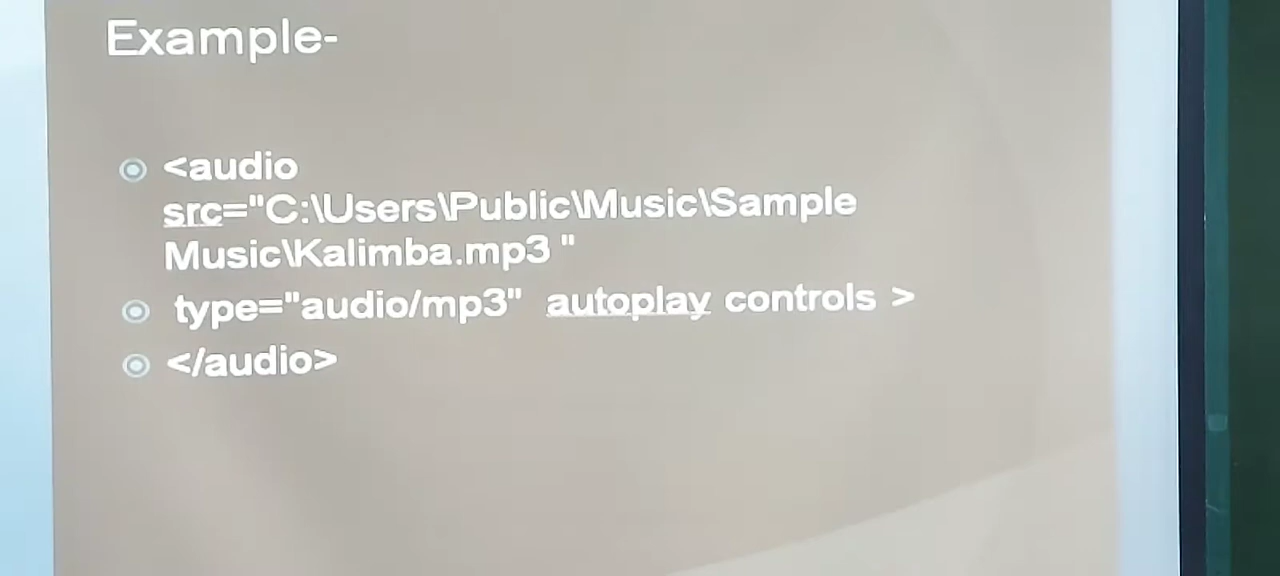 Example-
<audio
src="C:\Users\Public\Music\Sample
Music\Kalimba.mp3 "
type="audio/mp3"  autoplay controls >
</audio>